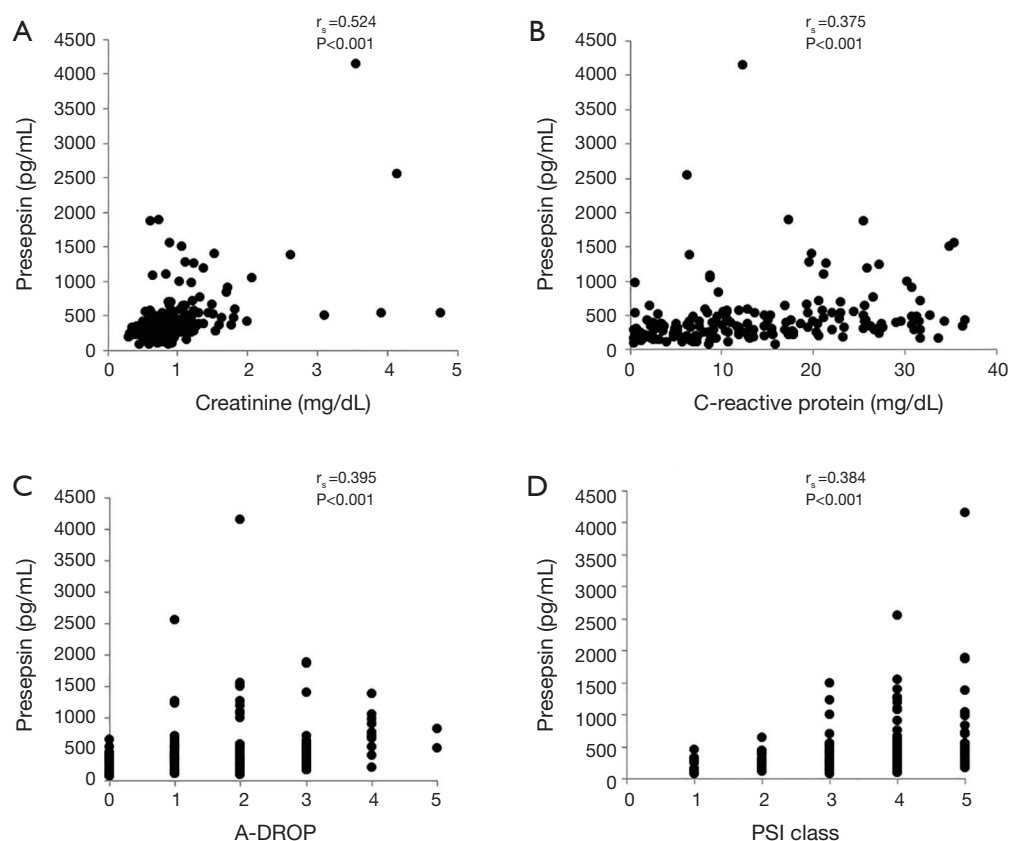 A
r_s=0.524
P<0.001
Presepsin (pg/mL)
4500
4000
3500
3000
2500
2000
1500
1000
500
0
0 1 2 3 4 5
Creatinine (mg/dL)
B
r_s=0.375
P<0.001
Presepsin (pg/mL)
4500
4000
3500
3000
2500
2000
1500
1000
500
0
0 10 20 30 40
C-reactive protein (mg/dL)
C
r_s=0.395
P<0.001
Presepsin (pg/mL)
4500
4000
3500
3000
2500
2000
1500
1000
500
0
0 1 2 3 4 5
A-DROP
D
r_s=0.384
P<0.001
Presepsin (pg/mL)
4500
4000
3500
3000
2500
2000
1500
1000
500
0
0 1 2 3 4 5
PSI class